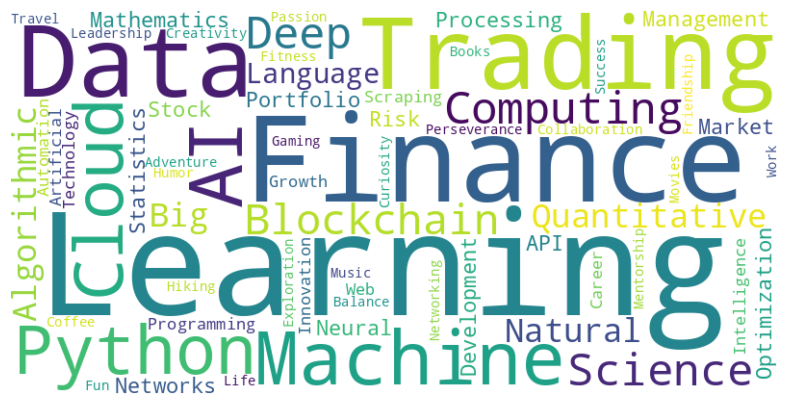 Travel
Mathematics
Passion
Processing
Management
Leadership
Creativity
Data
Deep
Trading
Fitness
Books
Success
Language
Friendship
Portfolio
Scraping
Computing
Algorithmic
Automation
Artificial
Technology
Cloud
Stock
Statistics
AI
Risk
Perseverance
Collaboration
Market
Gaming
Finance
Adventure
Humor
Growth
Curiosity
Movies
Work
Big
Blockchain
Quantitative
Learning
API
Exploration
Innovation
Music
Web
Balance
Hiking
Networking
Development
Career
Mentorship
Intelligence
Optimization
Coffee
Programming
Neural
Natural
Python
Machine
Science
Fun
Networks
Life